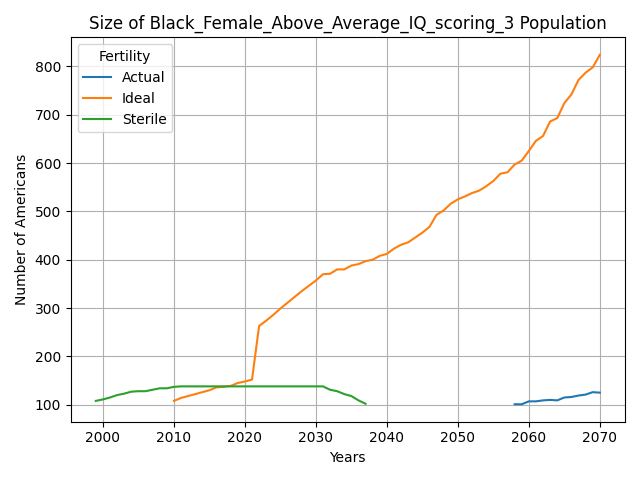 Size of Black_Female_Above_Average_IQ_scoring_3 Population
Fertility
Actual
Ideal
Sterile
Number of Americans
800
700
600
500
400
300
200
100
2000
2010
2020
2030
2040
2050
2060
2070
Years